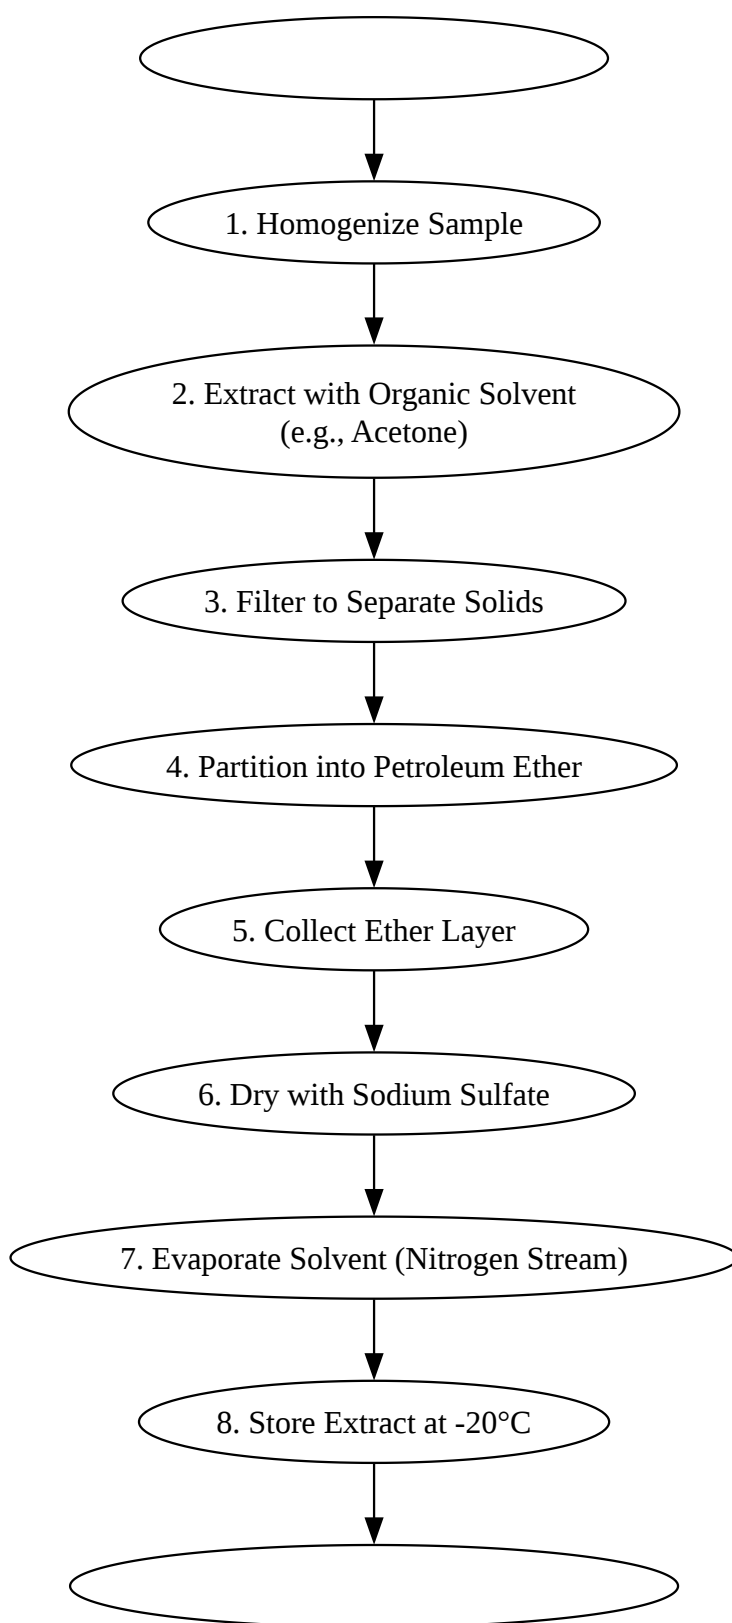 1. Homogenize Sample
2. Extract with Organic Solvent
(e.g., Acetone)
3. Filter to Separate Solids
4. Partition into Petroleum Ether
5. Collect Ether Layer
6. Dry with Sodium Sulfate
7. Evaporate Solvent (Nitrogen Stream)
8. Store Extract at -20°C